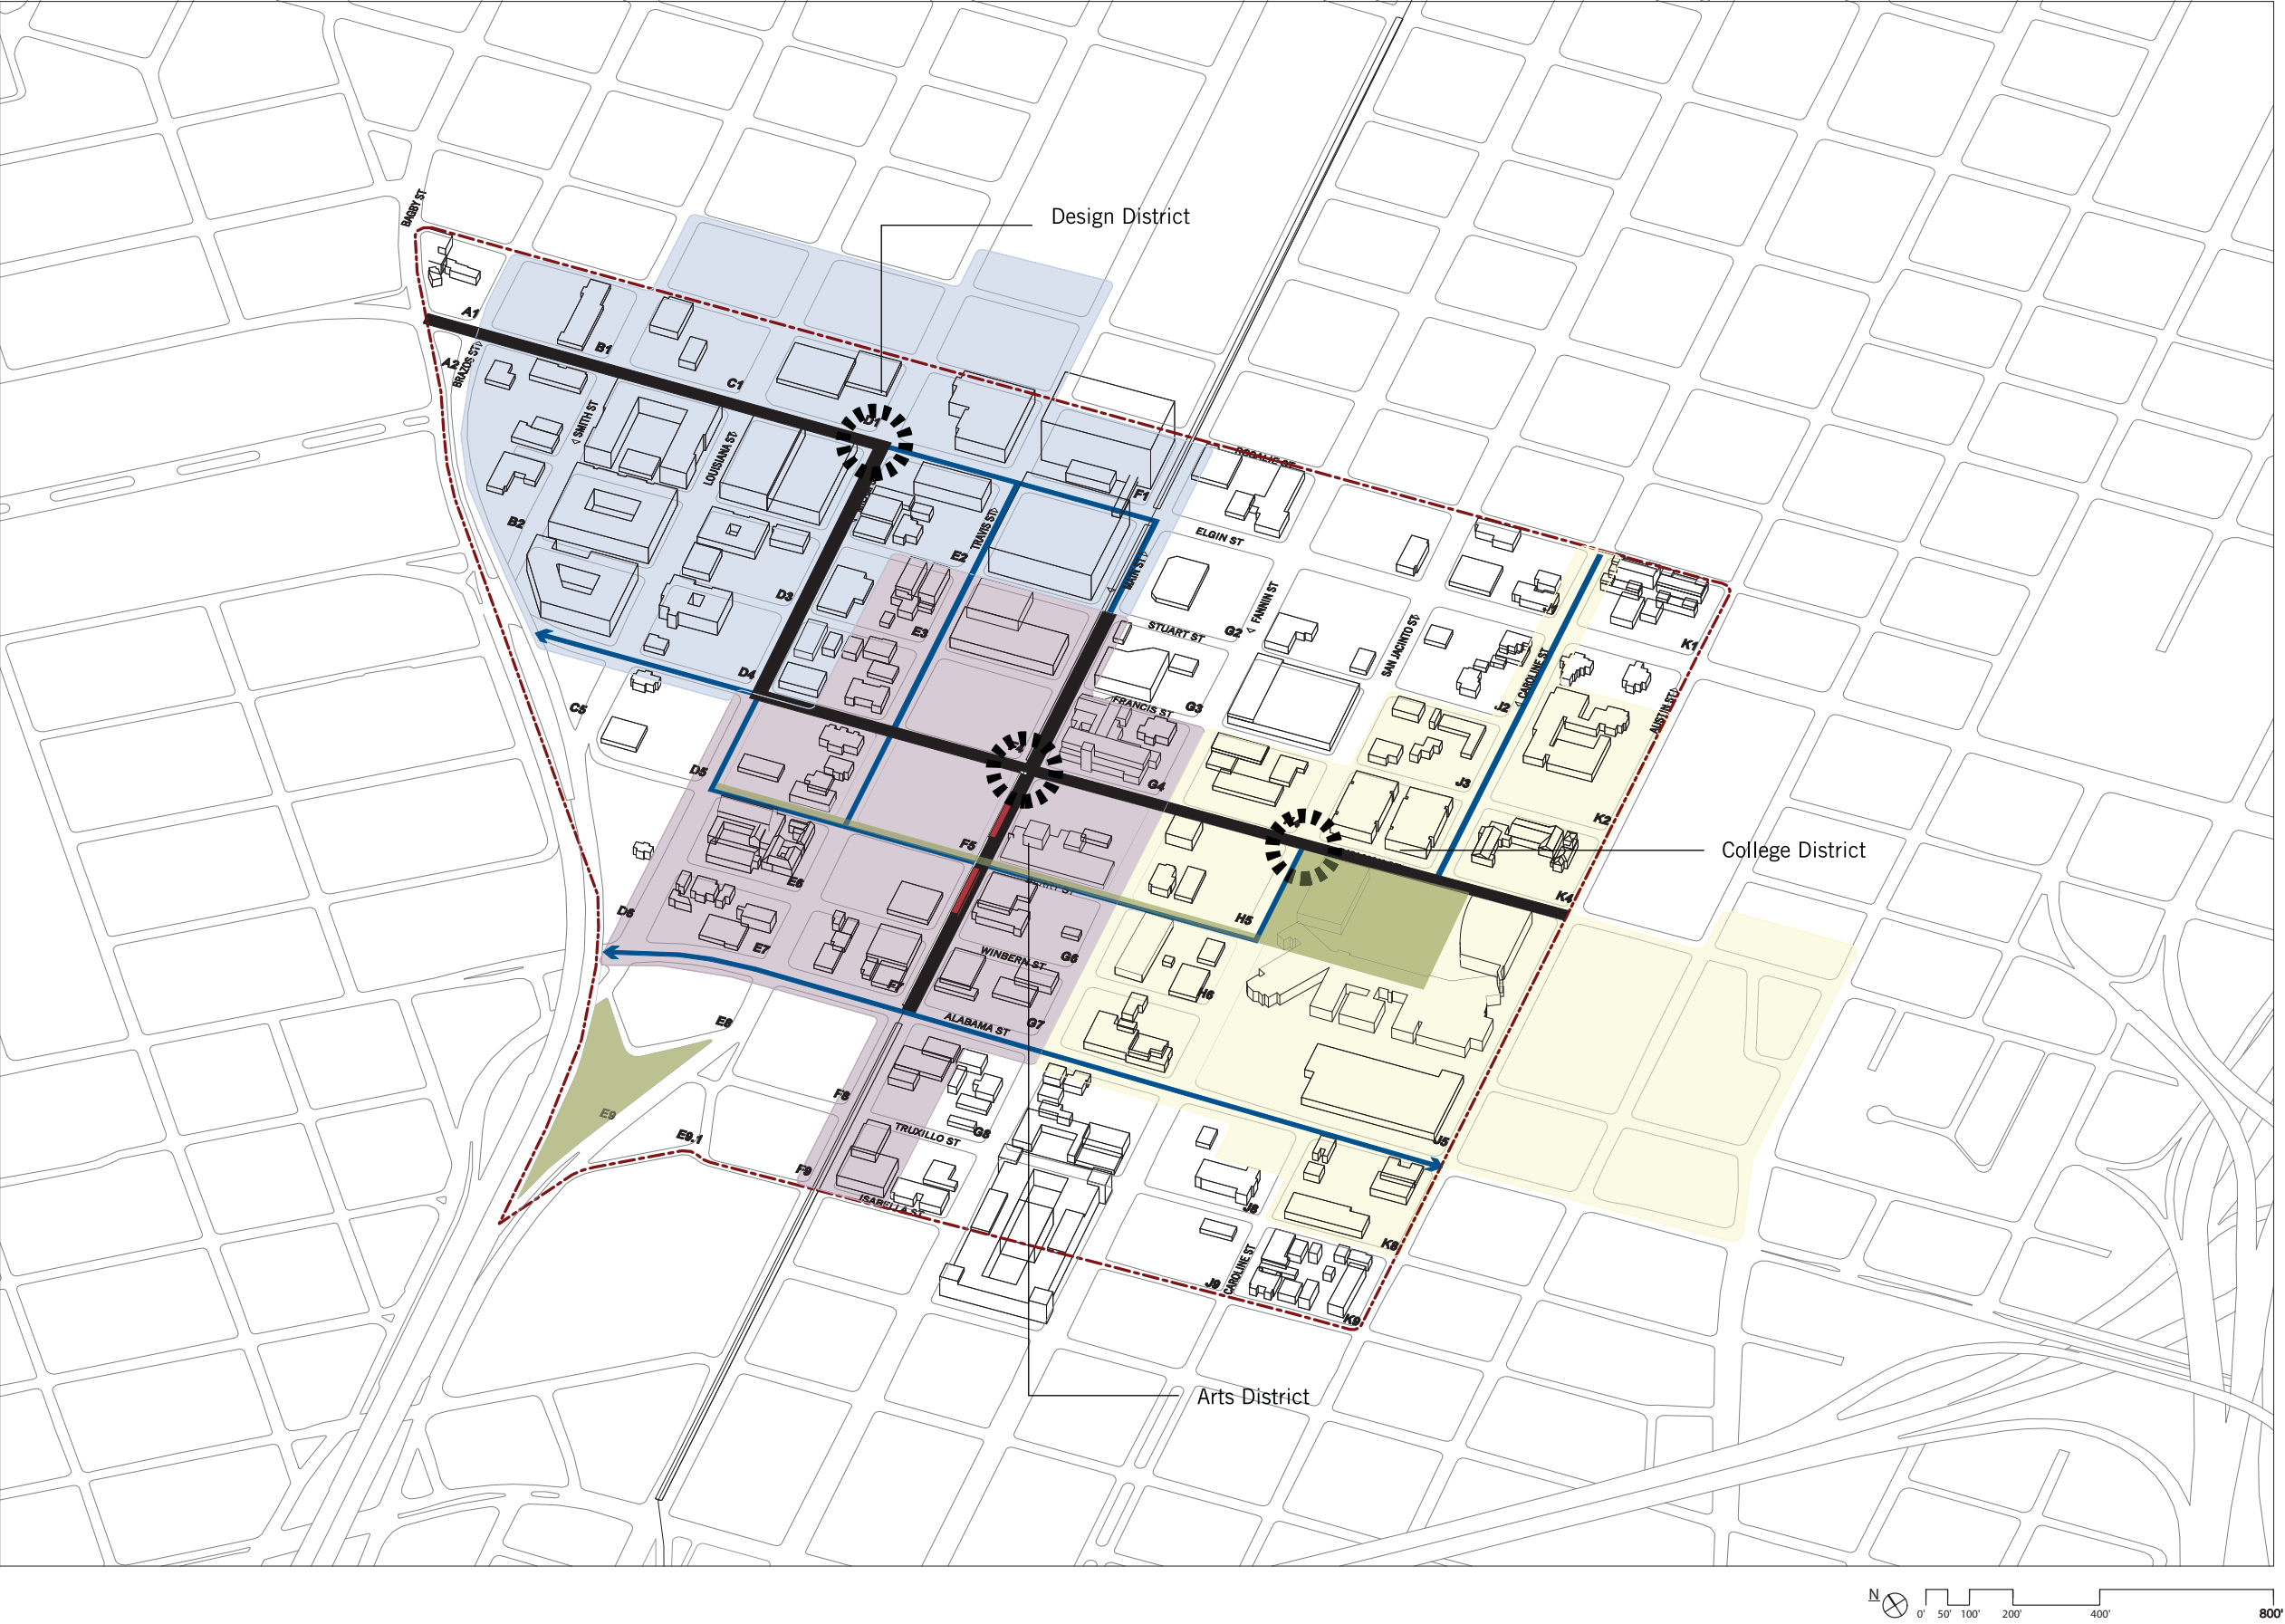 BAGBY ST
Design District
A1
B1
A2
BRAZOS ST
C1
D1
SMITH ST
LOUISIANA ST
ROSALIE ST
F1
B2
TRAVIS ST
ELGIN ST
E2
MAIN ST
D3
FANNIN ST
E3
STUART ST
G2
SAN JACINTO ST
K1
CAROLINE ST
D4
C5
FRANCIS ST
G3
J2
AUSTIN ST
D5
G4
J3
K2
F5
College District
E6
BERRY ST
K4
D6
H5
E7
WINBERN ST
G6
F7
H6
E8
ALABAMA ST
G7
F8
E9
E9.1
TRUXILLO ST
G8
J5
F9
ISABELLA ST
J8
K8
CAROLINE ST
J9
K9
Arts District
N
0' 50' 100' 200' 400' 800'